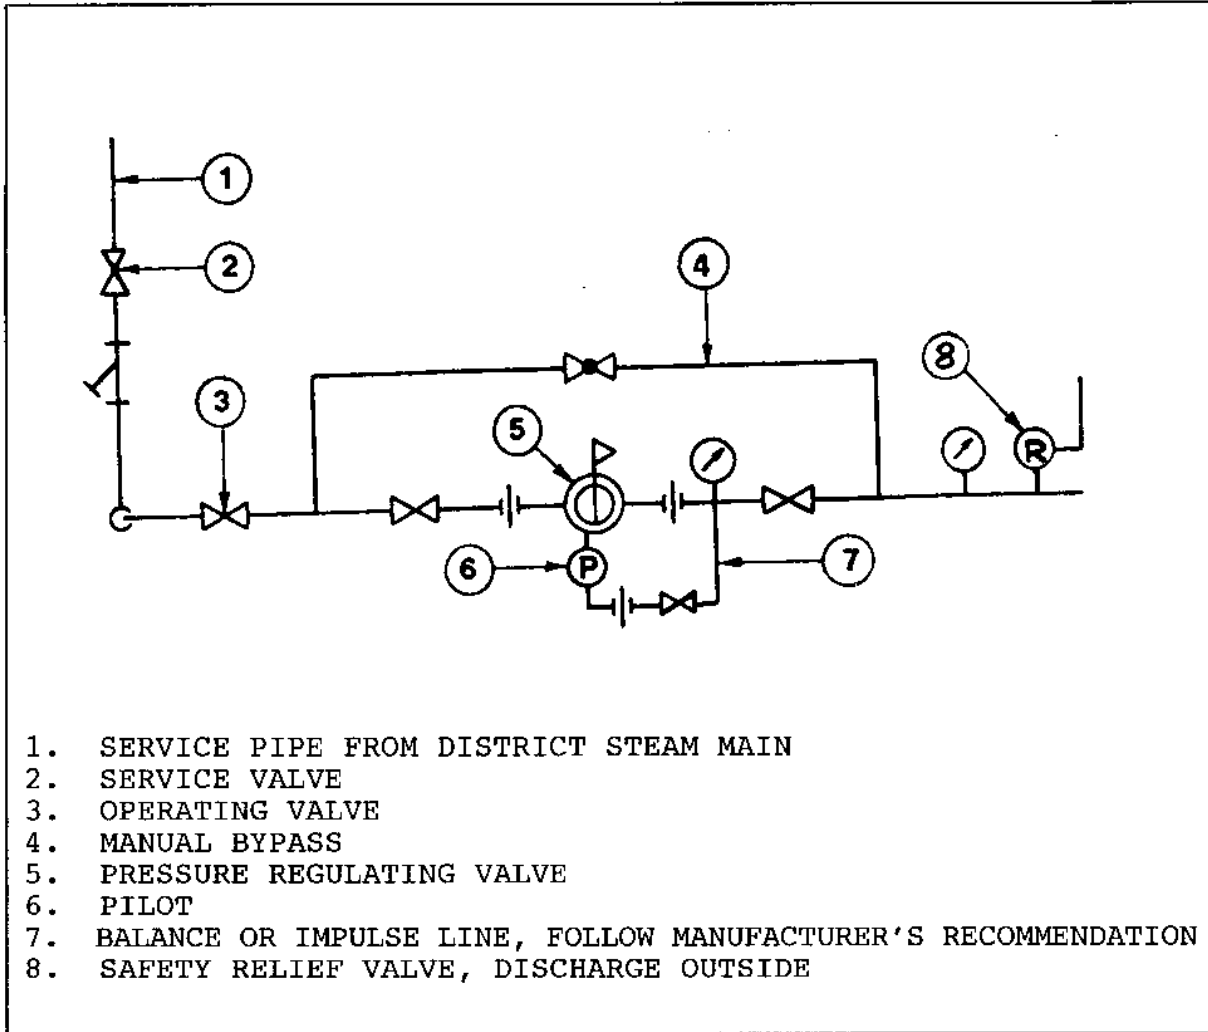 1
2
4
8
3
5
R
6
P
7
1. SERVICE PIPE FROM DISTRICT STEAM MAIN
2. SERVICE VALVE
3. OPERATING VALVE
4. MANUAL BYPASS
5. PRESSURE REGULATING VALVE
6. PILOT
7. BALANCE OR IMPULSE LINE, FOLLOW MANUFACTURER'S RECOMMENDATION
8. SAFETY RELIEF VALVE, DISCHARGE OUTSIDE